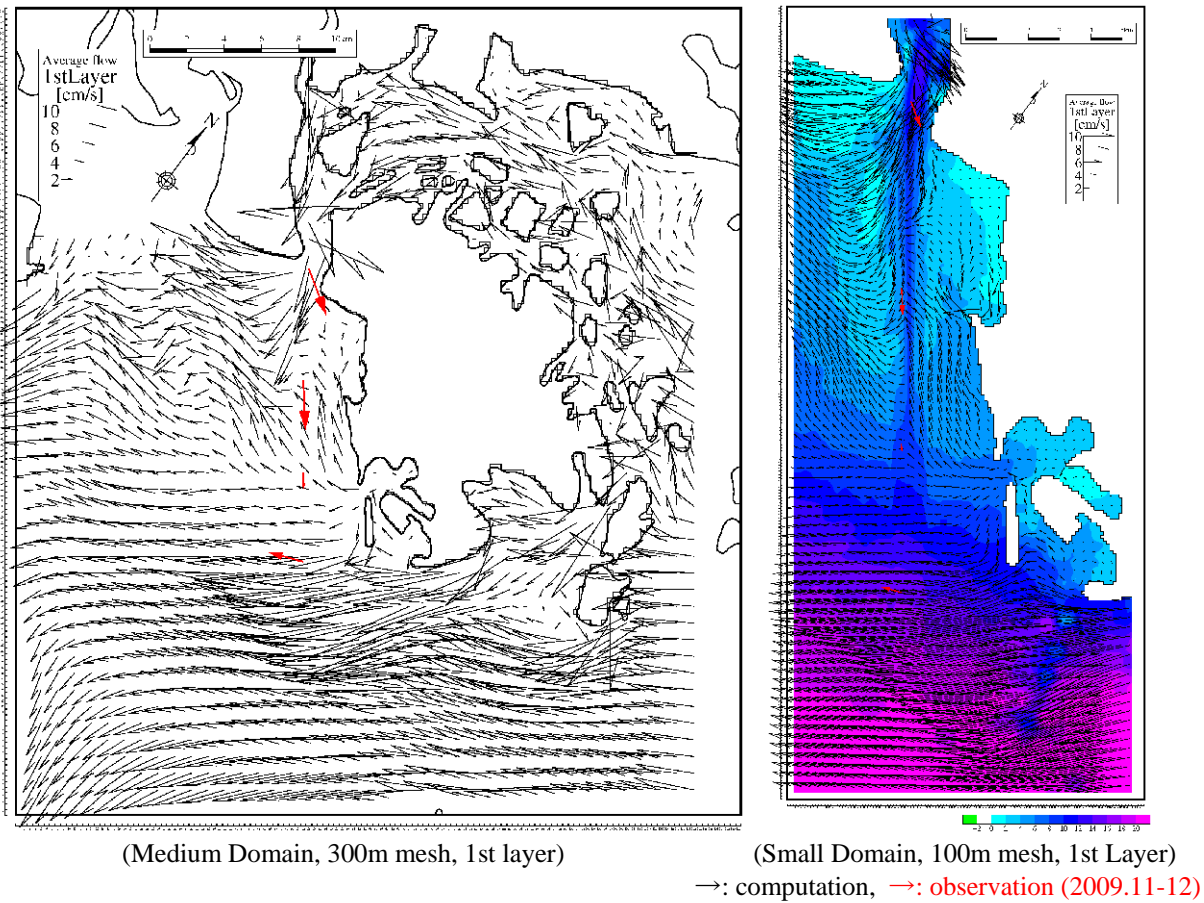 0 2 4 6 8 10 km
Average flow
1stLayer
[cm/s]
10
8
6
4
2
N
N
Average flow
1stLayer
[cm/s]
10
8
6
4
2
-2 0 2 4 6 8 10 12 14 16 18 20
(Medium Domain, 300m mesh, 1st layer)
(Small Domain, 100m mesh, 1st Layer)
→: computation, →: observation (2009.11-12)